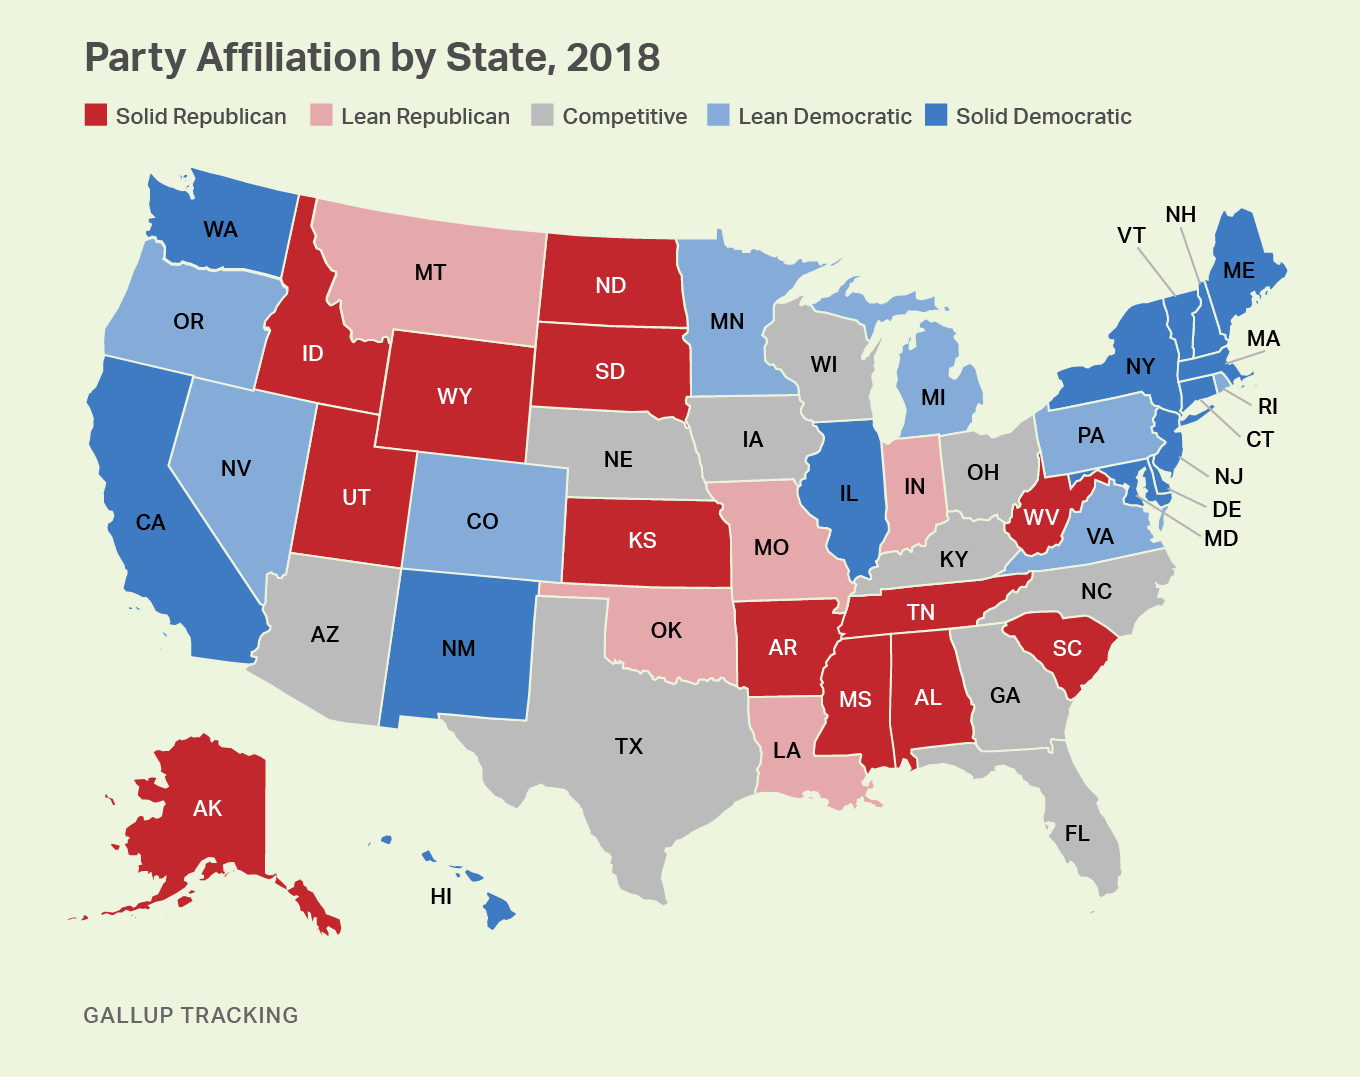 Party Affiliation by State, 2018
Solid Republican Lean Republican Competitive Lean Democratic Solid Democratic
NH
VT
WA
ME
MT
ND
OR
MN
MA
ID
WI
NY
SD
WY
MI
RI
PA
IA
CT
NE
NV
OH
NJ
UT
IL
IN
DE
CO
WV
CA
KS
VA
MD
MO
KY
NC
TN
AZ
OK
NM
AR
SC
GA
MS
AL
TX
LA
AK
FL
HI
GALLUP TRACKING